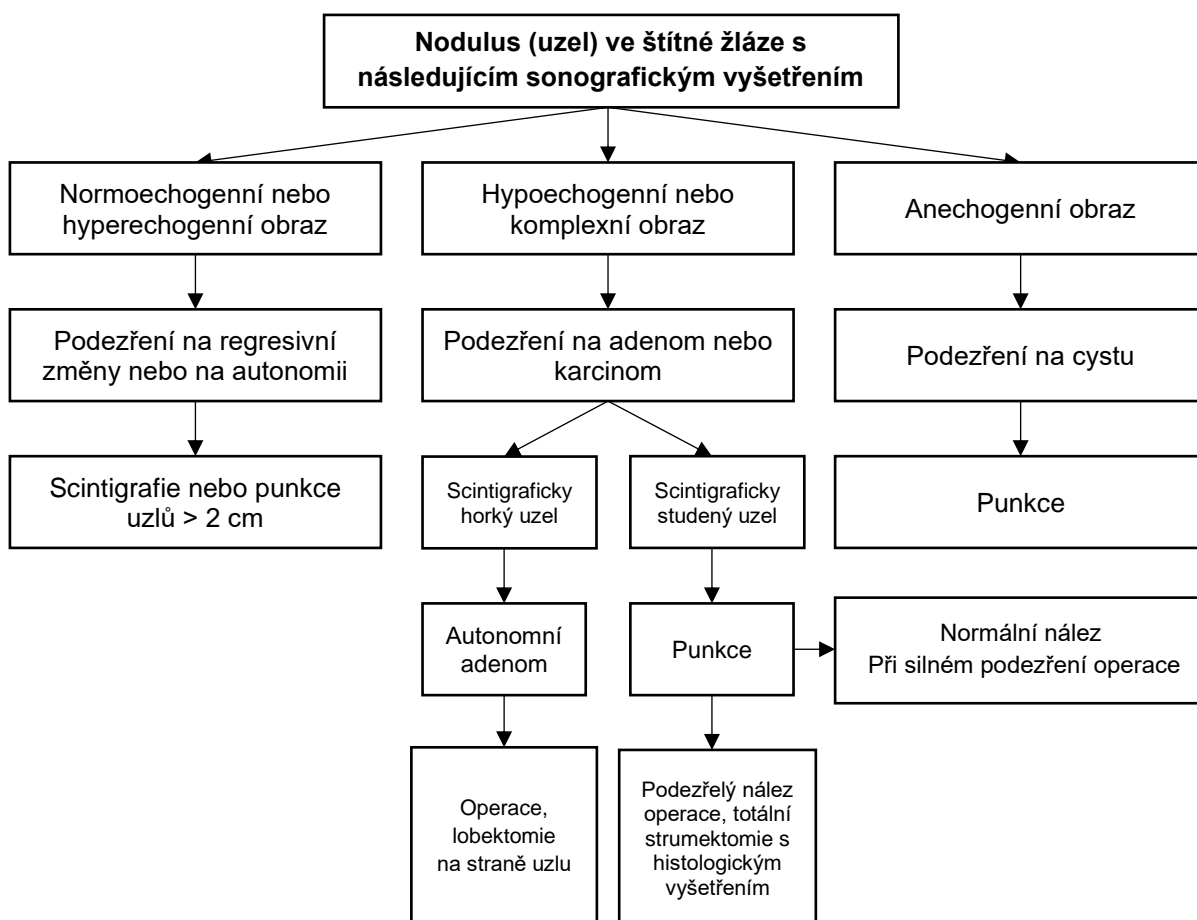 Nodulus (uzel) ve štítné žláze s
následujícím sonografickým vyšetřením
Normoechogenní nebo
hyperechogenní obraz
Hypoechogenní nebo
komplexní obraz
Anechogenní obraz
Podezření na regresivní
změny nebo na autonomii
Podezření na adenom nebo
karcinom
Podezření na cystu
Scintigrafie nebo punkce
uzlů > 2 cm
Scintigraficky
horký uzel
Scintigraficky
studený uzel
Punkce
Autonomní
adenom
Punkce
Normální nález
Při silném podezření operace
Operace,
lobektomie
na straně uzlu
Podezřelý nález
operace, totální
strumektomie s
histologickým
vyšetřením